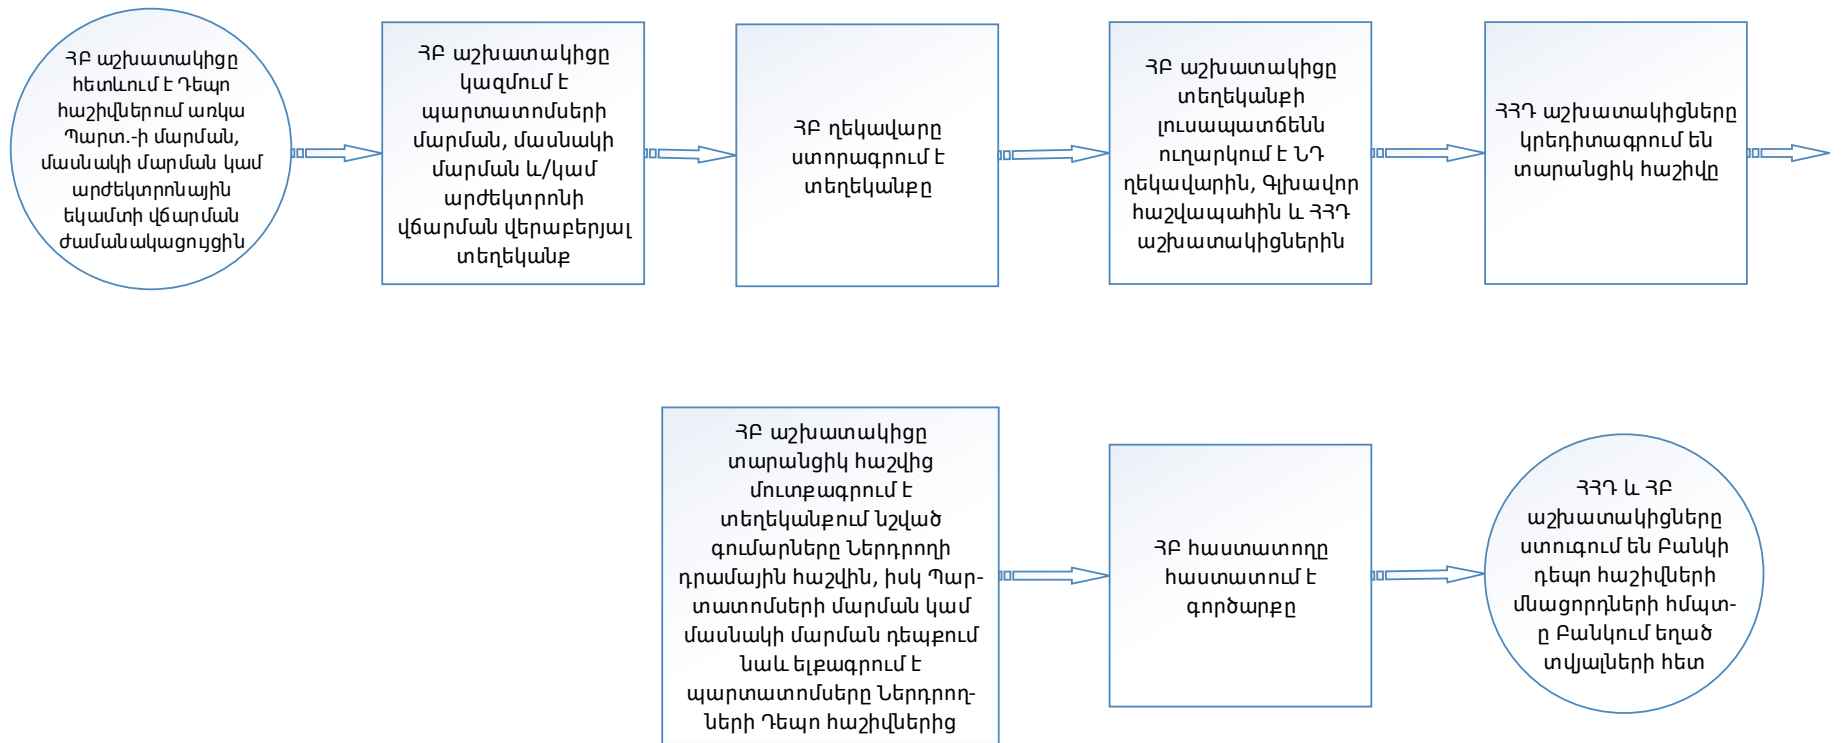 ՀԲ աշխատակիցը
հետևում է Դեպո
հաշիվներում առկա
Պարտ.-ի մարման,
մասնակի մարման կամ
արժեկտրոնային
եկամտի վճարման
ժամանակացույցին
ՀԲ աշխատակիցը
կազմում է
պարտատոմսերի
մարման, մասնակի
մարման և/կամ
արժեկտրոնի
վճարման վերաբերյալ
տեղեկանք
ՀԲ ղեկավարը
ստորագրում է
տեղեկանքը
ՀԲ աշխատակիցը
տեղեկանքի
լուսապատճենն
ուղարկում է ՆԴ
ղեկավարին, Գլխավոր
հաշվապահին և ՀՀԴ
աշխատակիցներին
ՀՀԴ աշխատակիցները
կրեդիտագրում են
տարանցիկ հաշիվը
ՀԲ աշխատակիցը
տարանցիկ հաշվից
մուտքագրում է
տեղեկանքում նշված
գումարները Ներդրողի
դրամային հաշվին, իսկ Պար-
տատոմսերի մարման կամ
մասնակի մարման դեպքում
նաև ելքագրում է
պարտատոմսերը Ներդրող-
ների Դեպո հաշիվներից
ՀԲ հաստատողը
հաստատում է
գործարքը
ՀՀԴ և ՀԲ
աշխատակիցները
ստուգում են Բանկի
դեպո հաշիվների
մնացորդների հմպտ-
ը Բանկում եղած
տվյալների հետ